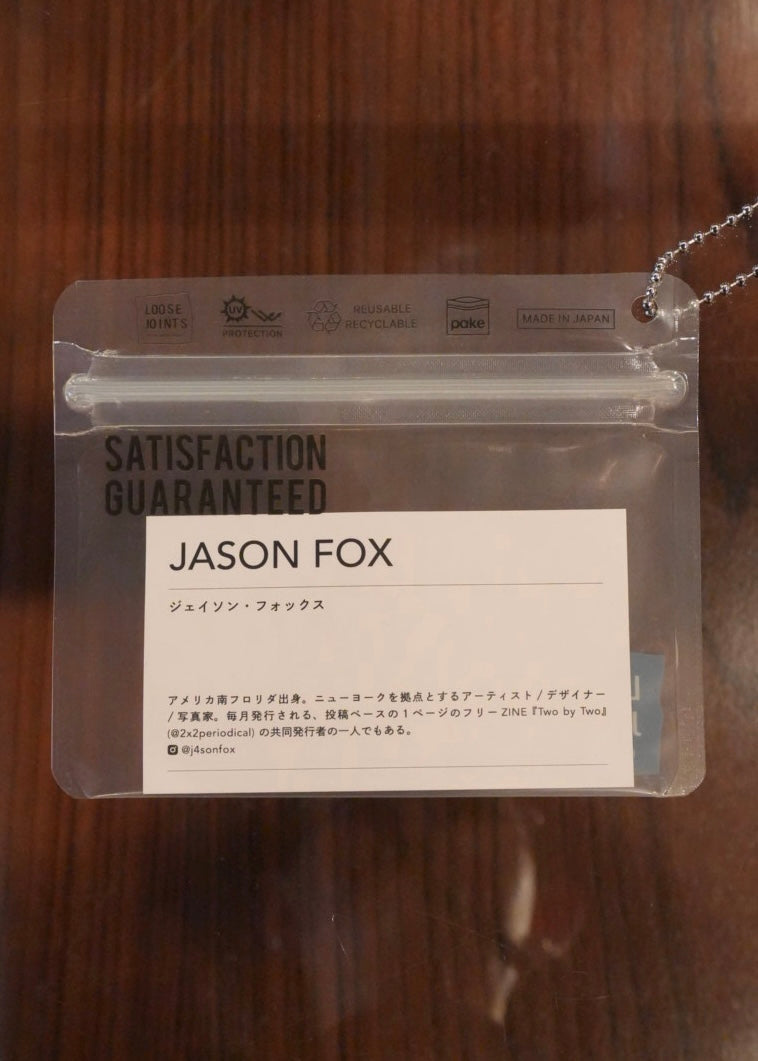 LOOSE
JOINTS
UV
PROTECTION
REUSABLE
RECYCLABLE
pake
MADE IN JAPAN
SATISFACTION
GUARANTEED
JASON FOX
ジェイソン・フォックス
アメリカ南フロリダ出身。ニューヨークを拠点とするアーティスト / デザイナー
/ 写真家。毎月発行される、投稿ベースの1ページのフリーZINE『Two by Two』
(@2x2periodical) の共同発行者の一人でもある。
@j4sonfox